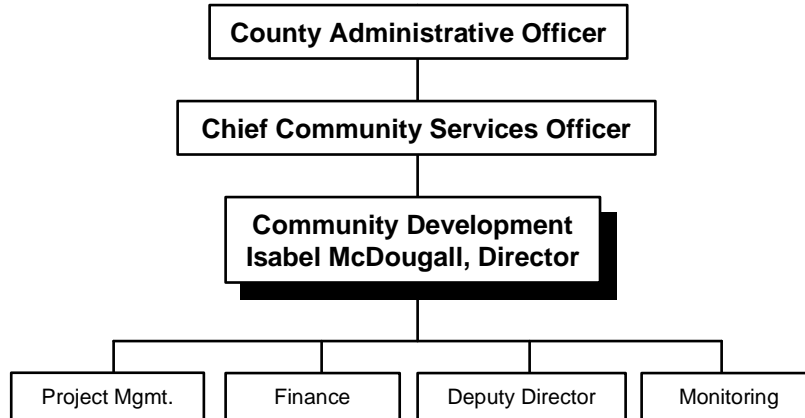 County Administrative Officer
Chief Community Services Officer
Community Development
Isabel McDougall, Director
Project Mgmt.
Finance
Deputy Director
Monitoring